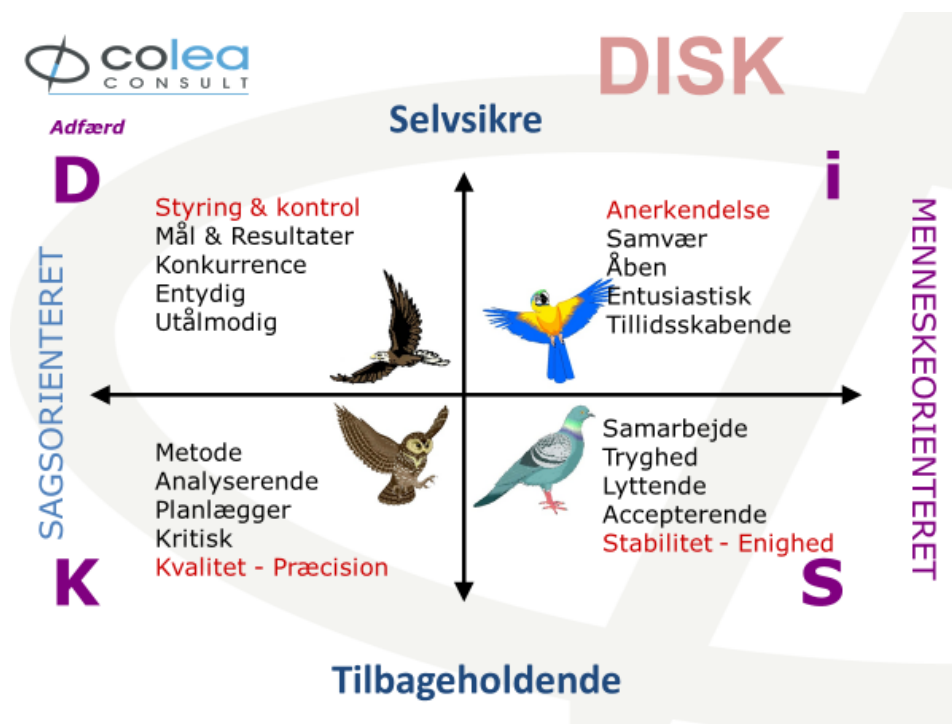 colea
CONSULT
DISK
Selvsikre
Adfærd
D
i
Styring & kontrol
Mål & Resultater
Konkurrence
Entydig
Utålmodig
Anerkendelse
Samvær
Åben
Entusiastisk
Tillidsskabende
SAGSORIENTERET
MENNESKEORIENTERET
Metode
Analyserende
Planlægger
Kritisk
Kvalitet - Præcision
Samarbejde
Tryghed
Lyttende
Accepterende
Stabilitet - Enighed
K
S
Tilbageholdende